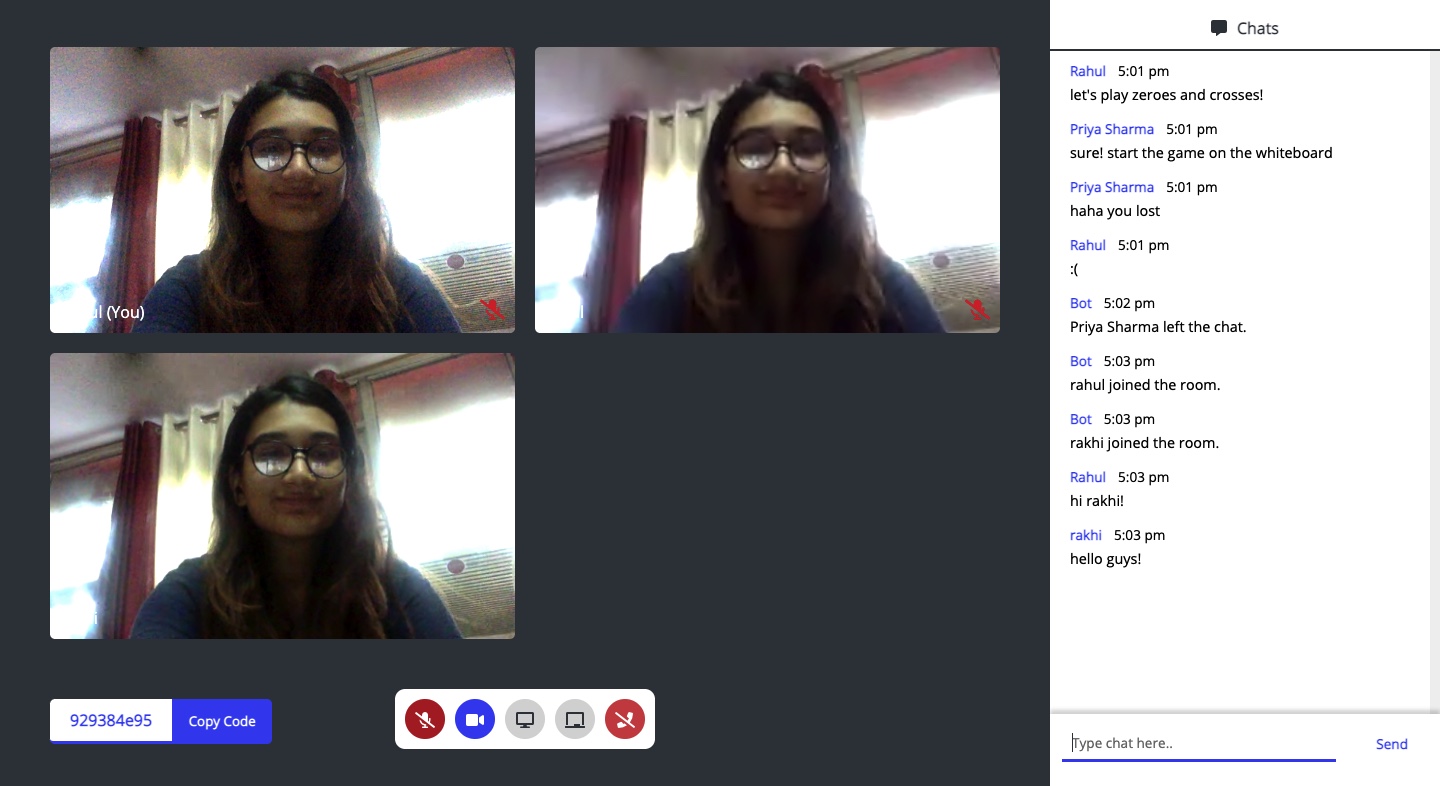 Chats
Rahul 5:01 pm
let's play zeroes and crosses!
Priya Sharma 5:01 pm
sure! start the game on the whiteboard
Priya Sharma 5:01 pm
haha you lost
Rahul 5:01 pm
:(
Bot 5:02 pm
Priya Sharma left the chat.
Bot 5:03 pm
rahul joined the room.
Bot 5:03 pm
rakhi joined the room.
Rahul 5:03 pm
hi rakhi!
rakhi 5:03 pm
hello guys!
(You)
929384e95
Copy Code
Type chat here..
Send